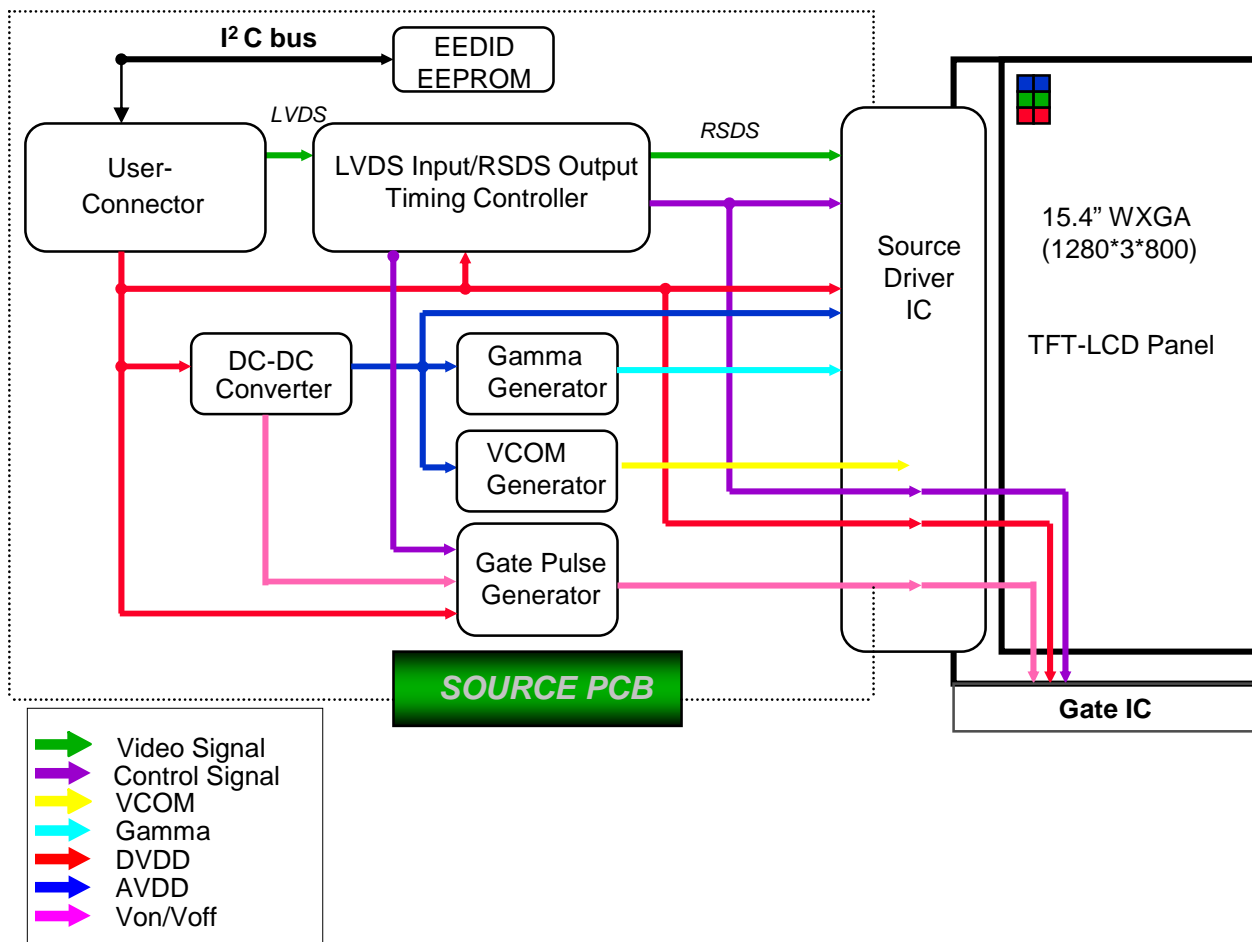 I² C bus
EEDID
EEPROM
LVDS
RSDS
User-
Connector
LVDS Input/RSDS Output
Timing Controller
Source
Driver
IC
15.4” WXGA
(1280*3*800)
TFT-LCD Panel
DC-DC
Converter
Gamma
Generator
VCOM
Generator
Gate Pulse
Generator
SOURCE PCB
Gate IC
Video Signal
Control Signal
VCOM
Gamma
DVDD
AVDD
Von/Voff